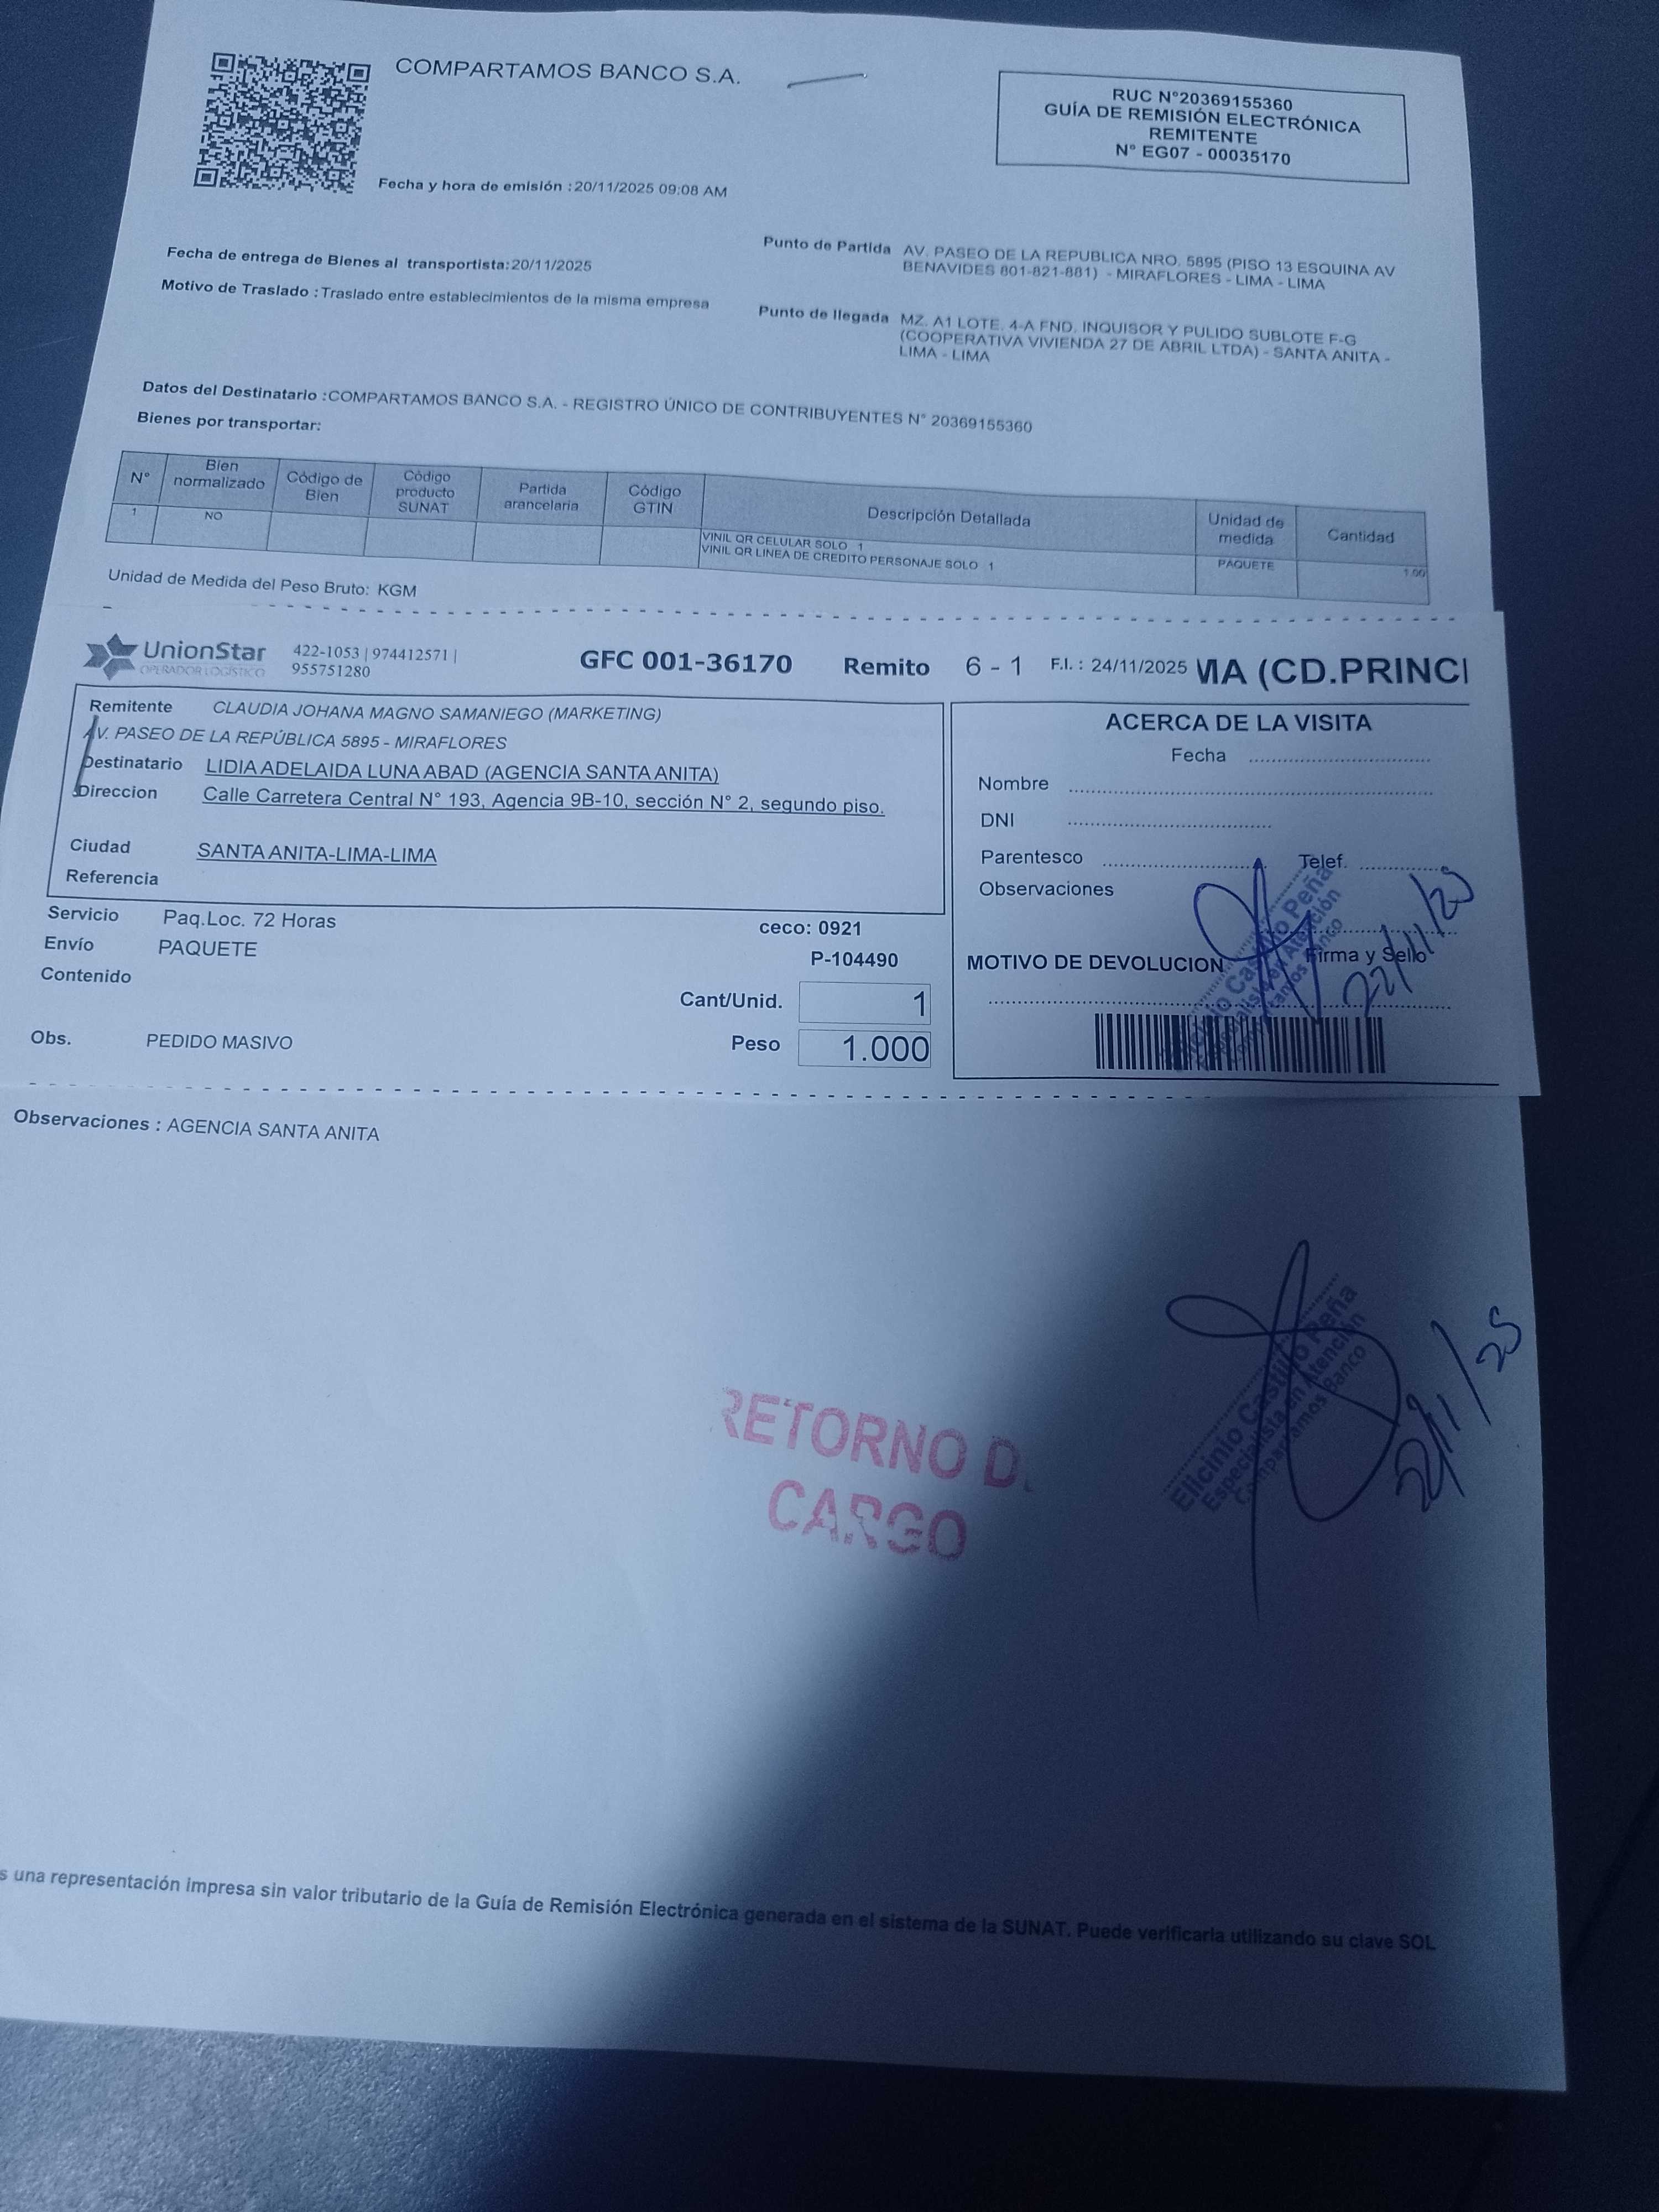 COMPARTAMOS BANCO S.A.
RUC N°20369155360
GUÍA DE REMISIÓN ELECTRÓNICA
REMITENTE
N° EG07 - 00035170
Fecha y hora de emisión : 20/11/2025 09:08 AM
Fecha de entrega de Bienes al transportista: 20/11/2025
Motivo de Traslado : Traslado entre establecimientos de la misma empresa
Punto de Partida AV. PASEO DE LA REPUBLICA NRO. 5895 (PISO 13 ESQUINA AV
BENAVIDES 801-821-881) - MIRAFLORES - LIMA - LIMA
Punto de llegada MZ. A1 LOTE. 4-A FND. INQUISOR Y PULIDO SUBLOTE F-G
(COOPERATIVA VIVIENDA 27 DE ABRIL LTDA) - SANTA ANITA -
LIMA - LIMA
Datos del Destinatario : COMPARTAMOS BANCO S.A. - REGISTRO ÚNICO DE CONTRIBUYENTES N° 20369155360
Bienes por transportar:
N° Bien normalizado Código de Bien Código producto SUNAT Partida arancelaria Código GTIN Descripción Detallada Unidad de medida Cantidad
1 NO VINIL QR CELULAR SOLO 1 PAQUETE 1.00
VINIL QR LINEA DE CREDITO PERSONAJE SOLO 1
Unidad de Medida del Peso Bruto: KGM
UnionStar
OPERADOR LOGÍSTICO
422-1053 | 974412571 |
955751280
GFC 001-36170 Remito 6 - 1 F.I. : 24/11/2025 MA (CD.PRINCI
Remitente CLAUDIA JOHANA MAGNO SAMANIEGO (MARKETING)
AV. PASEO DE LA REPÚBLICA 5895 - MIRAFLORES
Destinatario LIDIA ADELAIDA LUNA ABAD (AGENCIA SANTA ANITA)
Direccion Calle Carretera Central N° 193, Agencia 9B-10, sección N° 2, segundo piso.
Ciudad SANTA ANITA-LIMA-LIMA
Referencia
Servicio Paq.Loc. 72 Horas
Envío PAQUETE
Contenido
ceco: 0921
P-104490
Cant/Unid. 1
Peso 1.000
Obs. PEDIDO MASIVO
ACERCA DE LA VISITA
Fecha
Nombre
DNI
Parentesco Telef.
Observaciones
Firma y Sello
MOTIVO DE DEVOLUCION
Castillo Peña
Especialista en Atención
Compartamos Banco
22/11/25
Observaciones : AGENCIA SANTA ANITA
RETORNO D
CARGO
Elicinio Castillo Peña
Especialista en Atención
Compartamos Banco
22/11/25
s una representación impresa sin valor tributario de la Guía de Remisión Electrónica generada en el sistema de la SUNAT. Puede verificarla utilizando su clave SOL